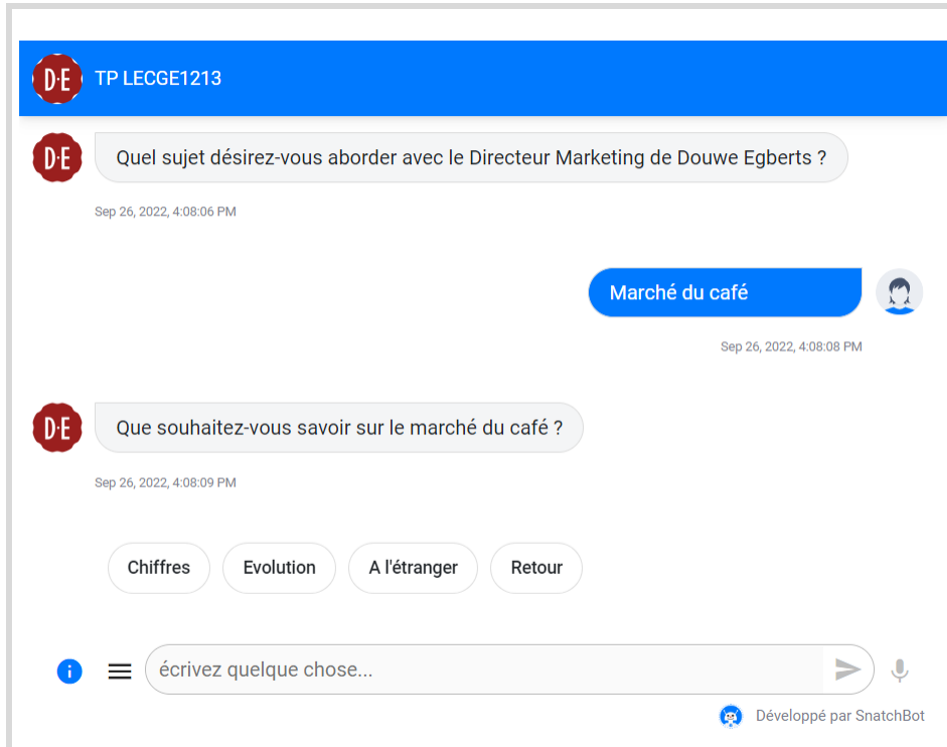 D·E TP LECGE1213
D·E Quel sujet désirez-vous aborder avec le Directeur Marketing de Douwe Egberts ?
Sep 26, 2022, 4:08:06 PM
Marché du café
Sep 26, 2022, 4:08:08 PM
D·E Que souhaitez-vous savoir sur le marché du café ?
Sep 26, 2022, 4:08:09 PM
Chiffres Evolution A l'étranger Retour
écrivez quelque chose...
Développé par SnatchBot